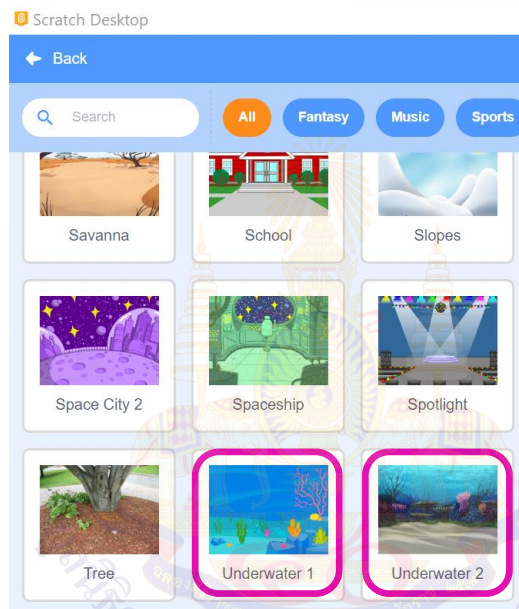 Scratch Desktop
Back
Search
All
Fantasy
Music
Sports
Savanna
School
Slopes
Space City 2
Spaceship
Spotlight
Tree
Underwater 1
Underwater 2